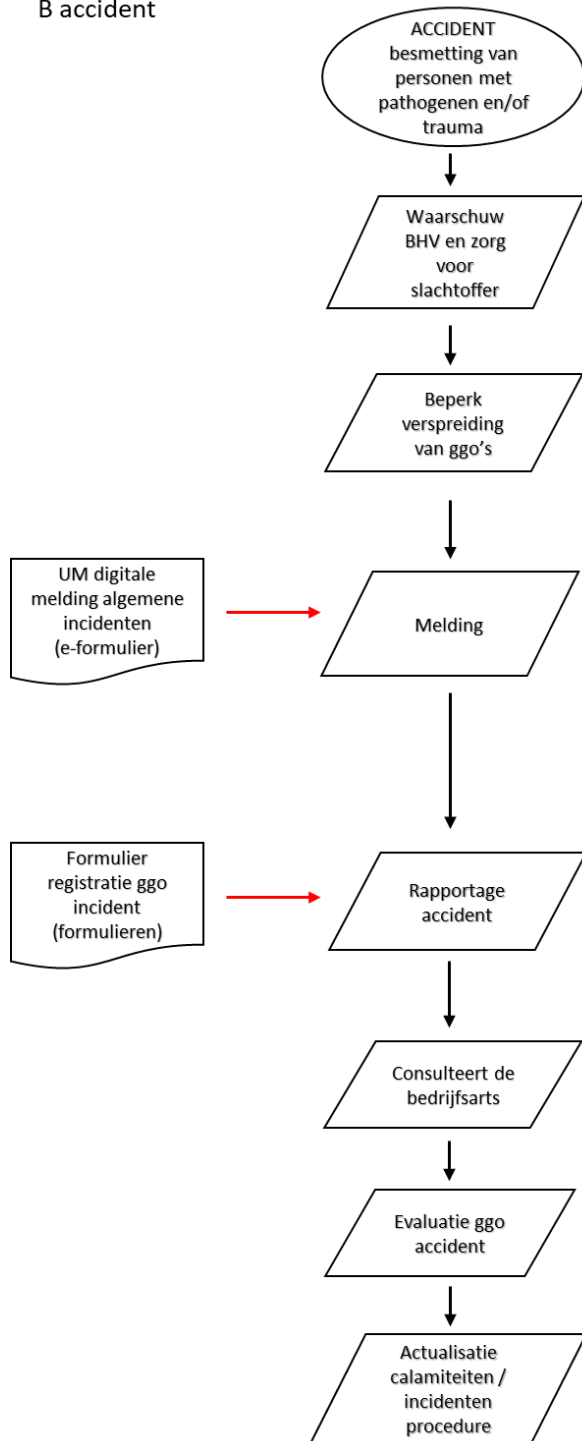 B accident
ACCIDENT
besmetting van
personen met
pathogenen en/of
trauma
Waarschuw
BHV en zorg
voor
slachtoffer
Beperk
verspreiding
van ggo's
UM digitale
melding algemene
incidenten
(e-formulier)
Melding
Formulier
registratie ggo
incident
(formulieren)
Rapportage
accident
Consulteert de
bedrijfsarts
Evaluatie ggo
accident
Actualisatie
calamiteiten /
incidenten
procedure